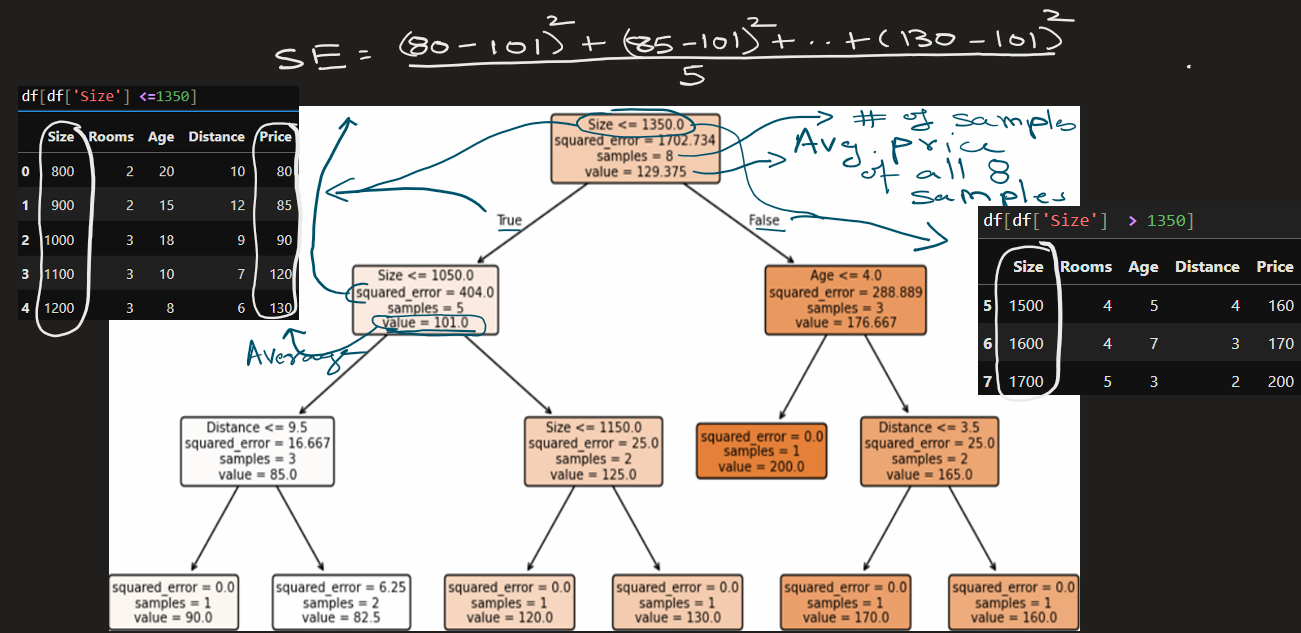 SE = (80-101)² + (85-101)² + ... + (130-101)²
5
df[df['Size'] <=1350]
Size Rooms Age Distance Price
0 800 2 20 10 80
1 900 2 15 12 85
2 1000 3 18 9 90
3 1100 3 10 7 120
4 1200 3 8 6 130
Size <= 1350.0
squared_error = 1702.734
samples = 8
value = 129.375
# of samples
Avg. price
of all 8
samples
True
False
df[df['Size'] > 1350]
Size Rooms Age Distance Price
5 1500 4 5 4 160
6 1600 4 7 3 170
7 1700 5 3 2 200
Size <= 1050.0
squared_error = 404.0
samples = 5
value = 101.0
Average
Age <= 4.0
squared_error = 288.889
samples = 3
value = 176.667
Distance <= 9.5
squared_error = 16.667
samples = 3
value = 85.0
Size <= 1150.0
squared_error = 25.0
samples = 2
value = 125.0
squared_error = 0.0
samples = 1
value = 200.0
Distance <= 3.5
squared_error = 25.0
samples = 2
value = 165.0
squared_error = 0.0
samples = 1
value = 90.0
squared_error = 6.25
samples = 2
value = 82.5
squared_error = 0.0
samples = 1
value = 120.0
squared_error = 0.0
samples = 1
value = 130.0
squared_error = 0.0
samples = 1
value = 170.0
squared_error = 0.0
samples = 1
value = 160.0